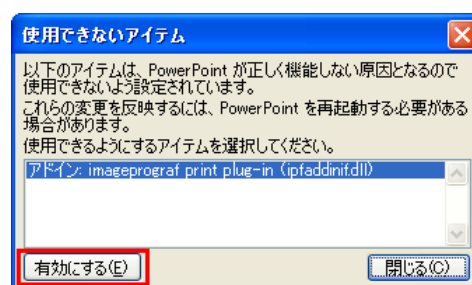 使用できないアイテム
以下のアイテムは、PowerPoint が正しく機能しない原因となるので
使用できないよう設定されています。
これらの変更を反映するには、PowerPoint を再起動する必要がある
場合があります。
使用できるようにするアイテムを選択してください。
アドイン: imageprograf print plug-in (ipfaddinif.dll)
有効にする(E)
閉じる(C)